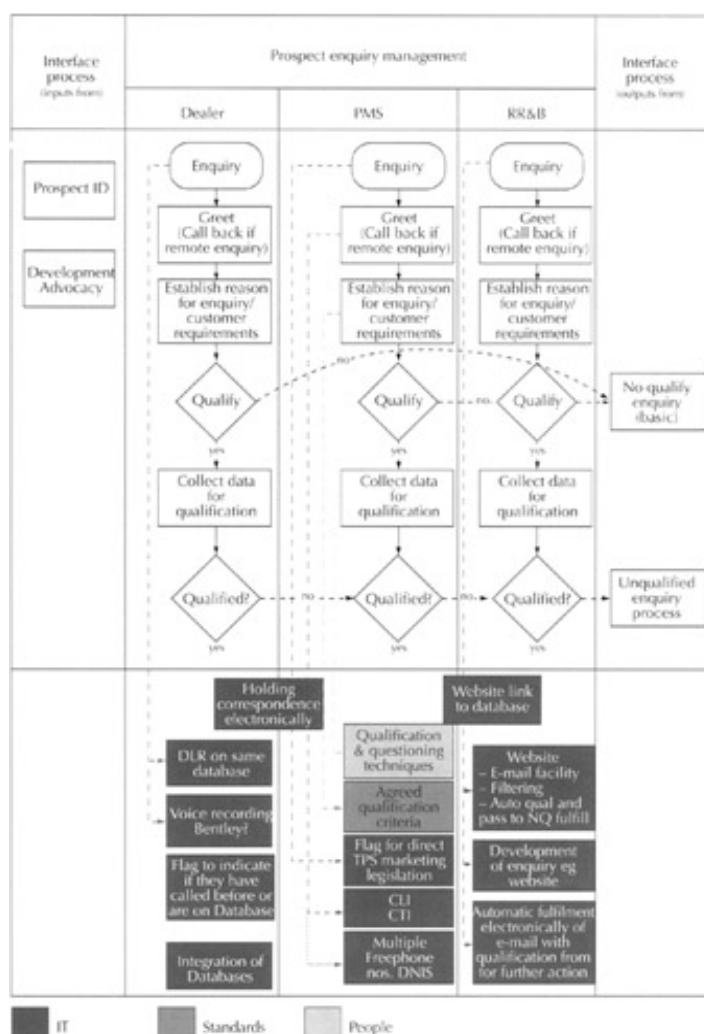 Interface
process
(inputs from)
Prospect enquiry management
Interface
process
(outputs from)
Dealer
PMS
RR&B
Prospect ID
Development
Advocacy
Enquiry
Greet
(Call back if
remote enquiry)
Establish reason
for enquiry/
customer
requirements
Qualify
yes
Collect data
for
qualification
Qualified?
yes
Enquiry
Greet
(Call back if
remote enquiry)
Establish reason
for enquiry/
customer
requirements
no
Qualify
no
yes
Collect data
for
qualification
no
Qualified?
no
yes
Enquiry
Greet
(Call back if
remote enquiry)
Establish reason
for enquiry/
customer
requirements
Qualify
yes
Collect data
for
qualification
Qualified?
yes
No-qualify
enquiry
(basic)
Unqualified
enquiry
process
Holding
correspondence
electronically
DLR on same
database
Voice recording
Bentley?
Flag to indicate
if they have
called before or
are on Database
Integration of
Databases
Qualification
& questioning
techniques
Agreed
qualification
criteria
Flag for direct
TPS marketing
legislation
CLI
CTI
Multiple
Freephone
nos. DNIS
Website link
to database
Website
– E-mail facility
– Filtering
– Auto qual and
pass to NQ fulfill
Development
of enquiry eg
website
Automatic fulfilment
electronically of
e-mail with
qualification from
for further action
IT
Standards
People